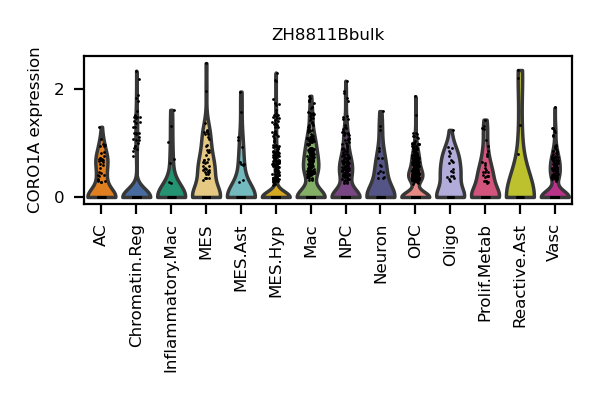 ZH8811Bbulk
CORO1A expression
2
0
AC
Chromatin.Reg
Inflammatory.Mac
MES
MES.Ast
MES.Hyp
Mac
NPC
Neuron
OPC
Oligo
Prolif.Metab
Reactive.Ast
Vasc